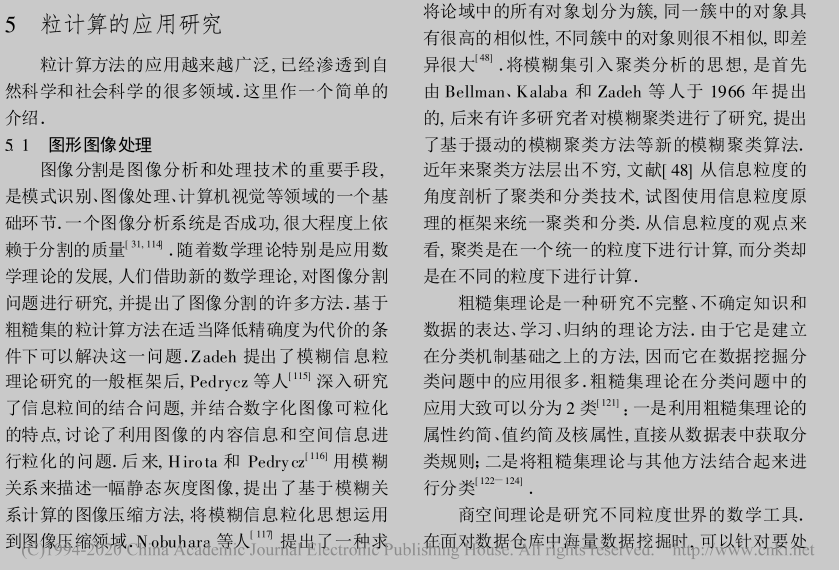 5 粒计算的应用研究
粒计算方法的应用越来越广泛, 已经渗透到自
然科学和社会科学的很多领域. 这里作一个简单的
介绍.
5. 1 图形图像处理
图像分割是图像分析和处理技术的重要手段,
是模式识别、图像处理、计算机视觉等领域的一个基
础环节. 一个图像分析系统是否成功, 很大程度上依
赖于分割的质量[31, 114]. 随着数学理论特别是应用数
学理论的发展, 人们借助新的数学理论, 对图像分割
问题进行研究, 并提出了图像分割的许多方法. 基于
粗糙集的粒计算方法在适当降低精确度为代价的条
件下可以解决这一问题. Zadeh 提出了模糊信息粒
理论研究的一般框架后, Pedrycz 等人[115] 深入研究
了信息粒间的结合问题, 并结合数字化图像可粒化
的特点, 讨论了利用图像的内容信息和空间信息进
行粒化的问题. 后来, Hirota 和 Pedrycz[116] 用模糊
关系来描述一幅静态灰度图像, 提出了基于模糊关
系计算的图像压缩方法, 将模糊信息粒化思想运用
到图像压缩领域. Nobuhara 等人[117] 提出了一种求
将论域中的所有对象划分为簇, 同一簇中的对象具
有很高的相似性, 不同簇中的对象则很不相似, 即差
异很大[48]. 将模糊集引入聚类分析的思想, 是首先
由 Bellman、Kalaba 和 Zadeh 等人于 1966 年提出
的, 后来有许多研究者对模糊聚类进行了研究, 提出
了基于摄动的模糊聚类方法等新的模糊聚类算法.
近年来聚类方法层出不穷, 文献[48] 从信息粒度的
角度剖析了聚类和分类技术, 试图使用信息粒度原
理的框架来统一聚类和分类. 从信息粒度的观点来
看, 聚类是在一个统一的粒度下进行计算, 而分类却
是在不同的粒度下进行计算.
粗糙集理论是一种研究不完整、不确定知识和
数据的表达、学习、归纳的理论方法. 由于它是建立
在分类机制基础之上的方法, 因而它在数据挖掘分
类问题中的应用很多. 粗糙集理论在分类问题中的
应用大致可以分为 2 类[121]: 一是利用粗糙集理论的
属性约简、值约简及核属性, 直接从数据表中获取分
类规则; 二是将粗糙集理论与其他方法结合起来进
行分类[122-124].
商空间理论是研究不同粒度世界的数学工具.
在面对数据仓库中海量数据挖掘时, 可以针对要处
(C)1994-2020 China Academic Journal Electronic Publishing House. All rights reserved. http://www.cnki.net